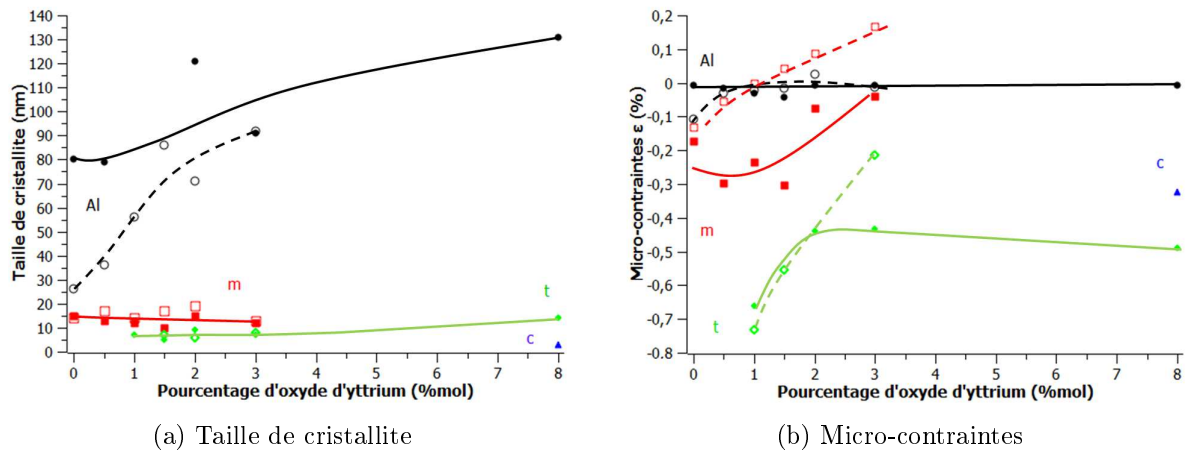 140
130
120
110
100
90
80
70
60
50
40
30
20
10
0
Taille de cristallite (nm)
Al
m
t
c
0 1 2 3 4 5 6 7 8
Pourcentage d'oxyde d'yttrium (%mol)
(a) Taille de cristallite
0,2
0,1
0
-0,1
-0,2
-0,3
-0,4
-0,5
-0,6
-0,7
-0.8
Micro-contraintes ε (%)
Al
c
m
t
0 1 2 3 4 5 6 7 8
Pourcentage d'oxyde d'yttrium (%mol)
(b) Micro-contraintes